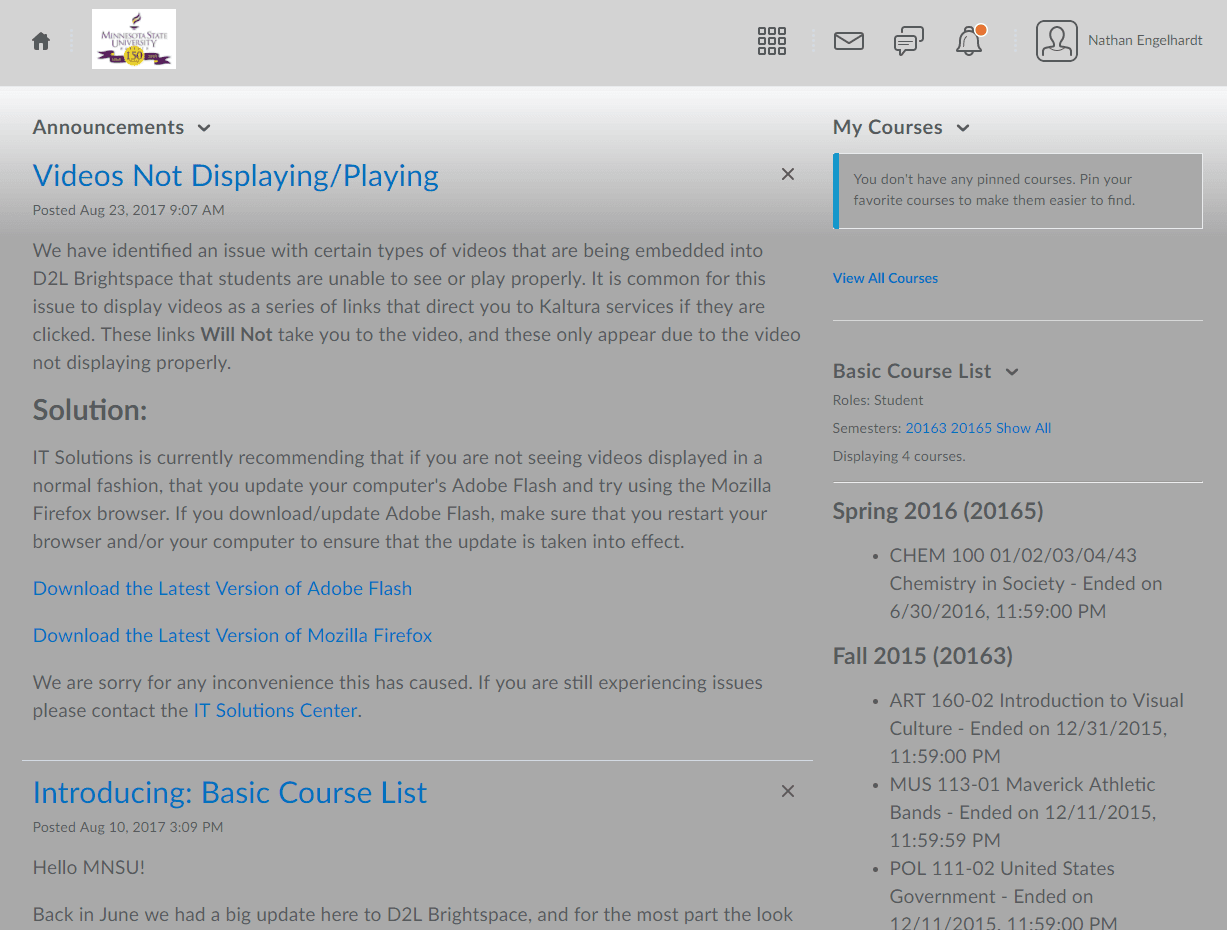 MINNESOTA STATE
UNIVERSITY
150
Nathan Engelhardt
Announcements
Videos Not Displaying/Playing
Posted Aug 23, 2017 9:07 AM
We have identified an issue with certain types of videos that are being embedded into
D2L Brightspace that students are unable to see or play properly. It is common for this
issue to display videos as a series of links that direct you to Kaltura services if they are
clicked. These links Will Not take you to the video, and these only appear due to the video
not displaying properly.
Solution:
IT Solutions is currently recommending that if you are not seeing videos displayed in a
normal fashion, that you update your computer's Adobe Flash and try using the Mozilla
Firefox browser. If you download/update Adobe Flash, make sure that you restart your
browser and/or your computer to ensure that the update is taken into effect.
Download the Latest Version of Adobe Flash
Download the Latest Version of Mozilla Firefox
We are sorry for any inconvenience this has caused. If you are still experiencing issues
please contact the IT Solutions Center.
Introducing: Basic Course List
Posted Aug 10, 2017 3:09 PM
Hello MNSU!
Back in June we had a big update here to D2L Brightspace, and for the most part the look
My Courses
You don't have any pinned courses. Pin your
favorite courses to make them easier to find.
View All Courses
Basic Course List
Roles: Student
Semesters: 20163 20165 Show All
Displaying 4 courses.
Spring 2016 (20165)
• CHEM 100 01/02/03/04/43
Chemistry in Society - Ended on
6/30/2016, 11:59:00 PM
Fall 2015 (20163)
• ART 160-02 Introduction to Visual
Culture - Ended on 12/31/2015,
11:59:00 PM
• MUS 113-01 Maverick Athletic
Bands - Ended on 12/11/2015,
11:59:59 PM
• POL 111-02 United States
Government - Ended on
12/11/2015, 11:59:00 PM